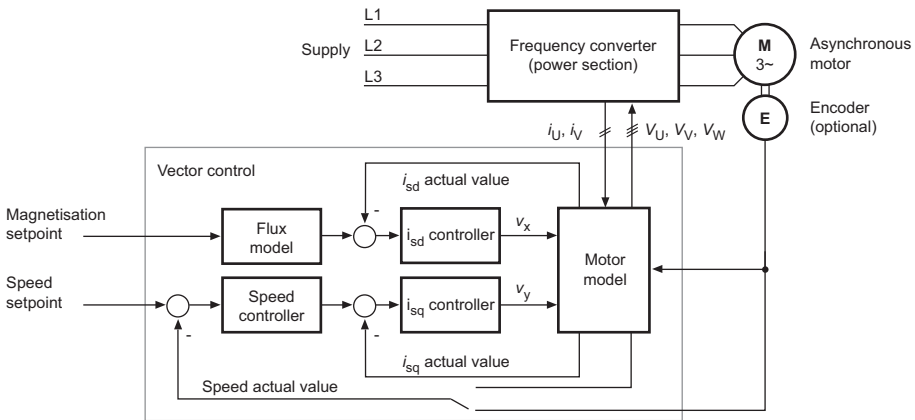 L1
Supply
L2
L3
Frequency converter
(power section)
M
3~
Asynchronous
motor
E
Encoder
(optional)
iU, iV
VU, VV, VW
Vector control
isd actual value
-
Magnetisation
setpoint
Flux
model
isd controller
vx
Motor
model
Speed
setpoint
Speed
controller
isq controller
vy
-
-
isq actual value
Speed actual value